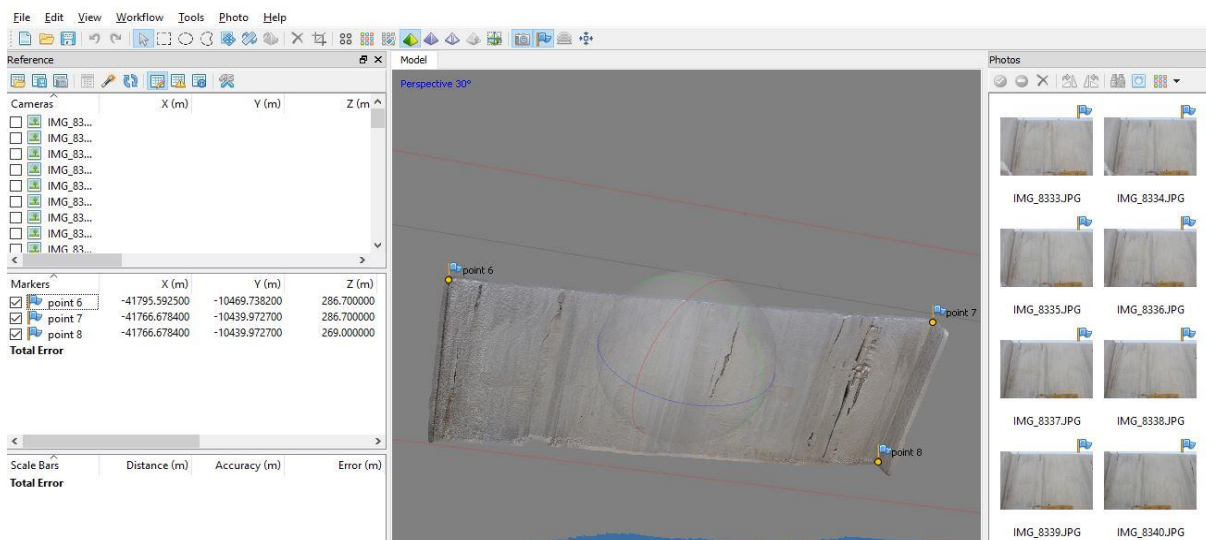 File Edit View Workflow Tools Photo Help
Reference
Cameras X (m) Y (m) Z (m
IMG_83...
IMG_83...
IMG_83...
IMG_83...
IMG_83...
IMG_83...
IMG_83...
IMG_83...
IMG 83...
Markers X (m) Y (m) Z (m)
point 6 -41795.592500 -10469.738200 286.700000
point 7 -41766.678400 -10439.972700 286.700000
point 8 -41766.678400 -10439.972700 269.000000
Total Error
Scale Bars Distance (m) Accuracy (m) Error (m)
Total Error
Model
Perspective 30°
point 6
point 7
point 8
Photos
IMG_8333.JPG IMG_8334.JPG
IMG_8335.JPG IMG_8336.JPG
IMG_8337.JPG IMG_8338.JPG
IMG_8339.JPG IMG_8340.JPG